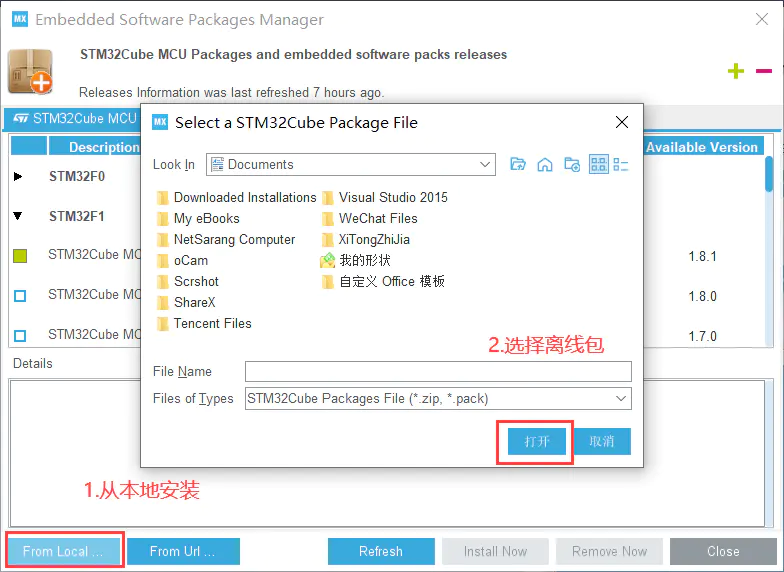 MX Embedded Software Packages Manager
STM32Cube MCU Packages and embedded software packs releases
Releases Information was last refreshed 7 hours ago.
STM32Cube MCU
MX Select a STM32Cube Package File
Look In Documents
Description
Available Version
Downloaded Installations Visual Studio 2015
STM32F0
My eBooks WeChat Files
STM32F1
NetSarang Computer XiTongZhiJia
STM32Cube MC
oCam 我的形状
1.8.1
Scrshot 自定义 Office 模板
STM32Cube MC
ShareX
1.8.0
Tencent Files
STM32Cube MC
1.7.0
2.选择离线包
Details
File Name
Files of Types STM32Cube Packages File (*.zip, *.pack)
打开 取消
1.从本地安装
From Local ... From Url ... Refresh Install Now Remove Now Close